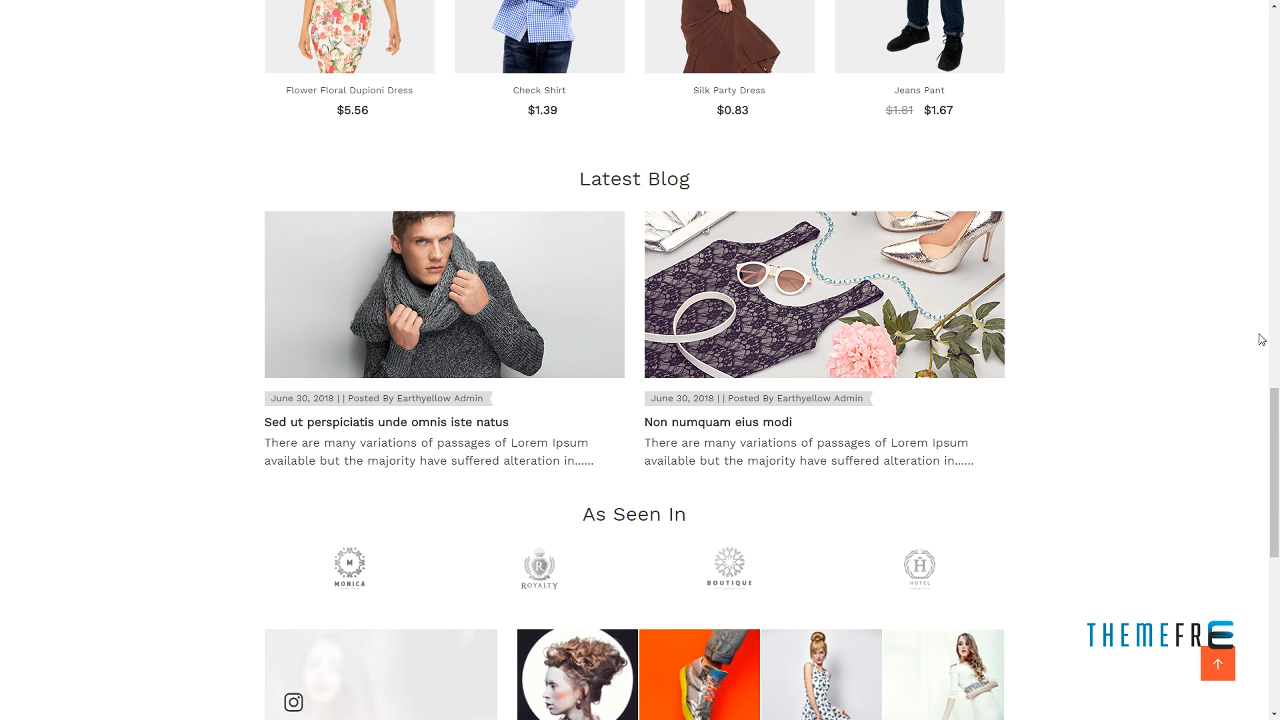 Flower Floral Dupioni Dress
Check Shirt
Silk Party Dress
Jeans Pant
$5.56
$1.39
$0.83
$1.81 $1.67
Latest Blog
June 30, 2018 | | Posted By Earthyellow Admin
June 30, 2018 | | Posted By Earthyellow Admin
Sed ut perspiciatis unde omnis iste natus
Non numquam eius modi
There are many variations of passages of Lorem Ipsum
available but the majority have suffered alteration in......
There are many variations of passages of Lorem Ipsum
available but the majority have suffered alteration in......
As Seen In
M
MONICA
R
ROYALTY
BOUTIQUE
H
HOTEL
THEMEFRE